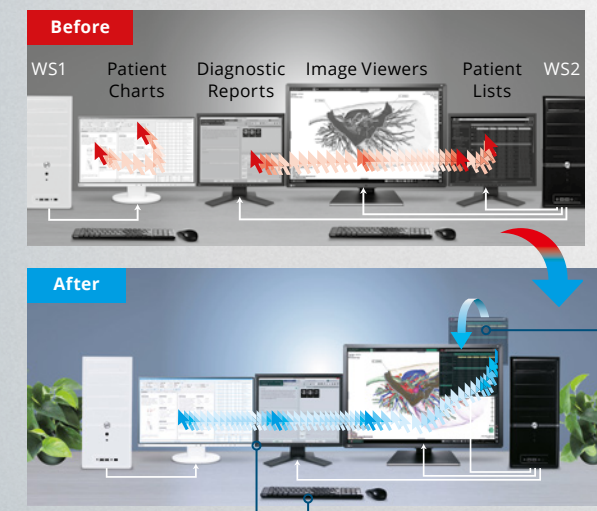 Before
WS1
Patient
Charts
Diagnostic
Reports
Image Viewers
Patient
Lists
WS2
After